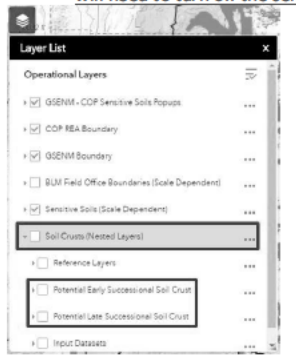 Layer List x
Operational Layers
GSENM - COP Sensitive Soils Popups
COP REA Boundary
GSENM Boundary
BLM Field Office Boundaries (Scale Dependent)
Sensitive Soils (Scale Dependent)
Soil Crusts (Nested Layers)
Reference Layers
Potential Early Successional Soil Crust
Potential Late Successional Soil Crust
Input Datasets